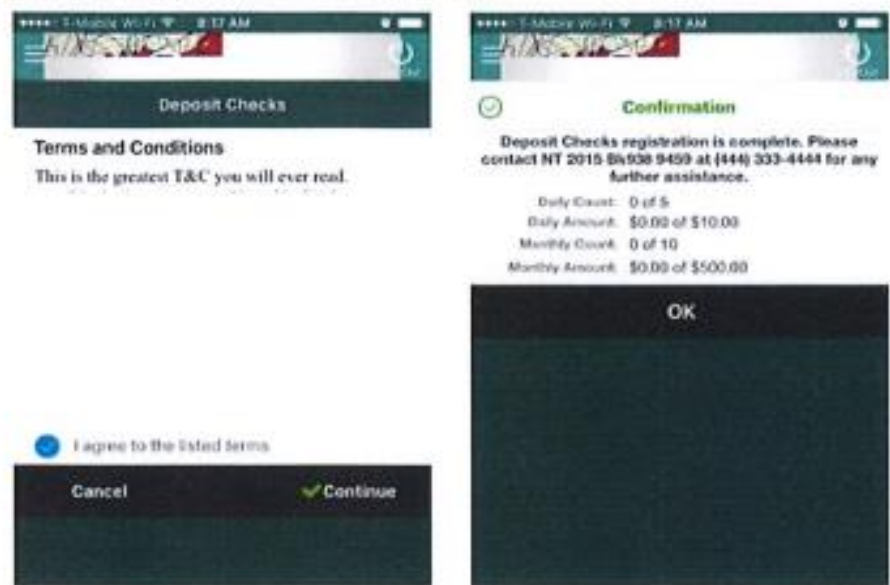 T-Mobile Wi-Fi 8:17 AM
Deposit Checks
Terms and Conditions
This is the greatest T&C you will ever read.
I agree to the listed terms
Cancel
Continue
T-Mobile Wi-Fi 8:17 AM
Confirmation
Deposit Checks registration is complete. Please
contact NT 2015 Bk938 9459 at (444) 333-4444 for any
further assistance.
Daily Count: 0 of 5
Daily Amount: $0.00 of $10.00
Monthly Count: 0 of 10
Monthly Amount: $0.00 of $500.00
OK